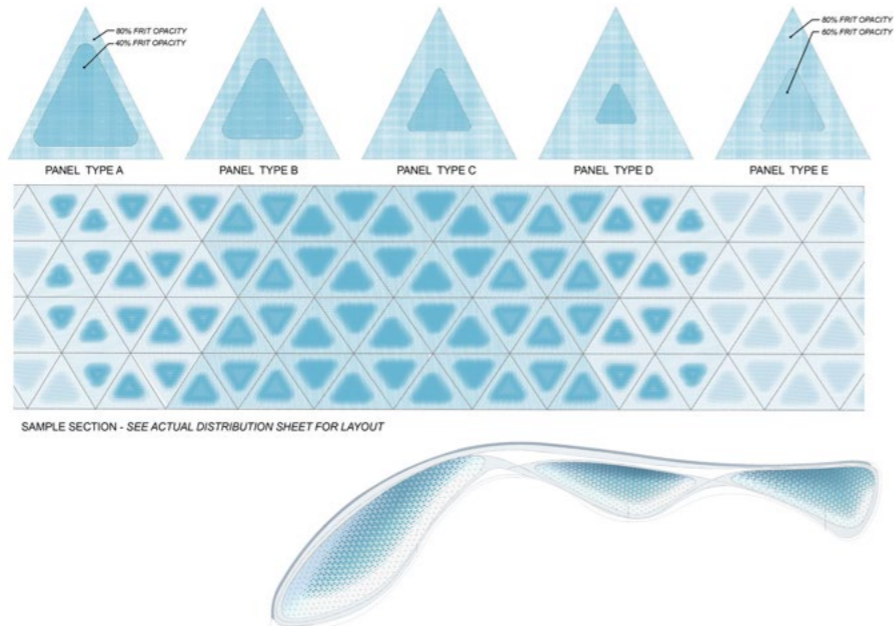 80% FRIT OPACITY
40% FRIT OPACITY
80% FRIT OPACITY
60% FRIT OPACITY
PANEL TYPE A
PANEL TYPE B
PANEL TYPE C
PANEL TYPE D
PANEL TYPE E
SAMPLE SECTION - SEE ACTUAL DISTRIBUTION SHEET FOR LAYOUT